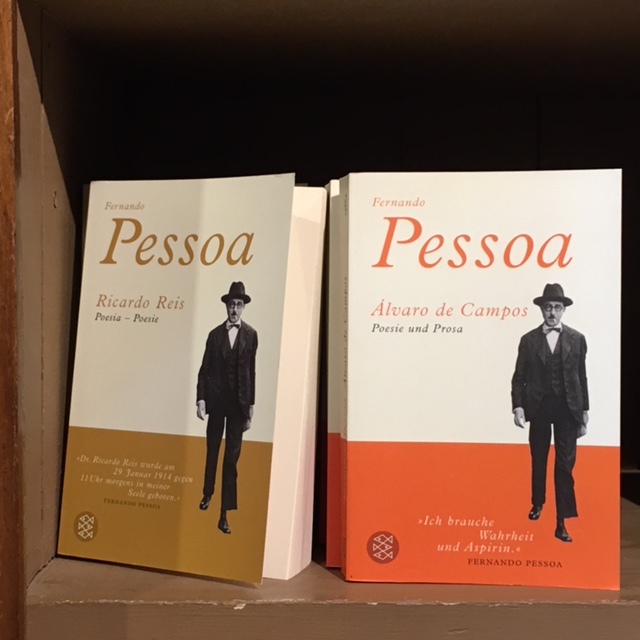 Fernando
Pessoa
Ricardo Reis
Poesia – Poesie
»Dr. Ricardo Reis wurde am
29. Januar 1914 gegen
11 Uhr morgens in meiner
Seele geboren.«
FERNANDO PESSOA
Fernando
Pessoa
Álvaro de Campos
Poesie und Prosa
»Ich brauche
Wahrheit
und Aspirin.«
FERNANDO PESSOA